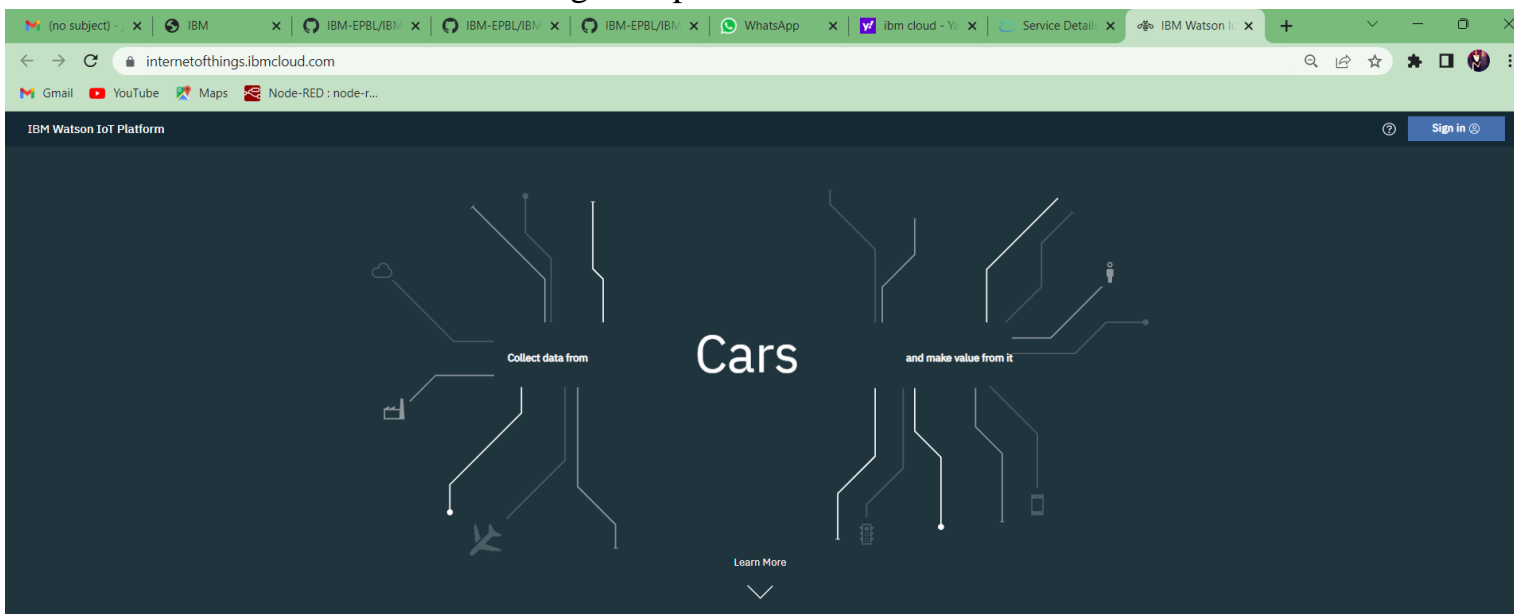 (no subject) - j
IBM
IBM-EPBL/IBM
IBM-EPBL/IBM
IBM-EPBL/IBM
WhatsApp
ibm cloud - Ya
Service Details
IBM Watson Io
internetofthings.ibmcloud.com
Gmail
YouTube
Maps
Node-RED : node-r...
IBM Watson IoT Platform
Sign in
Collect data from
Cars
and make value from it
Learn More